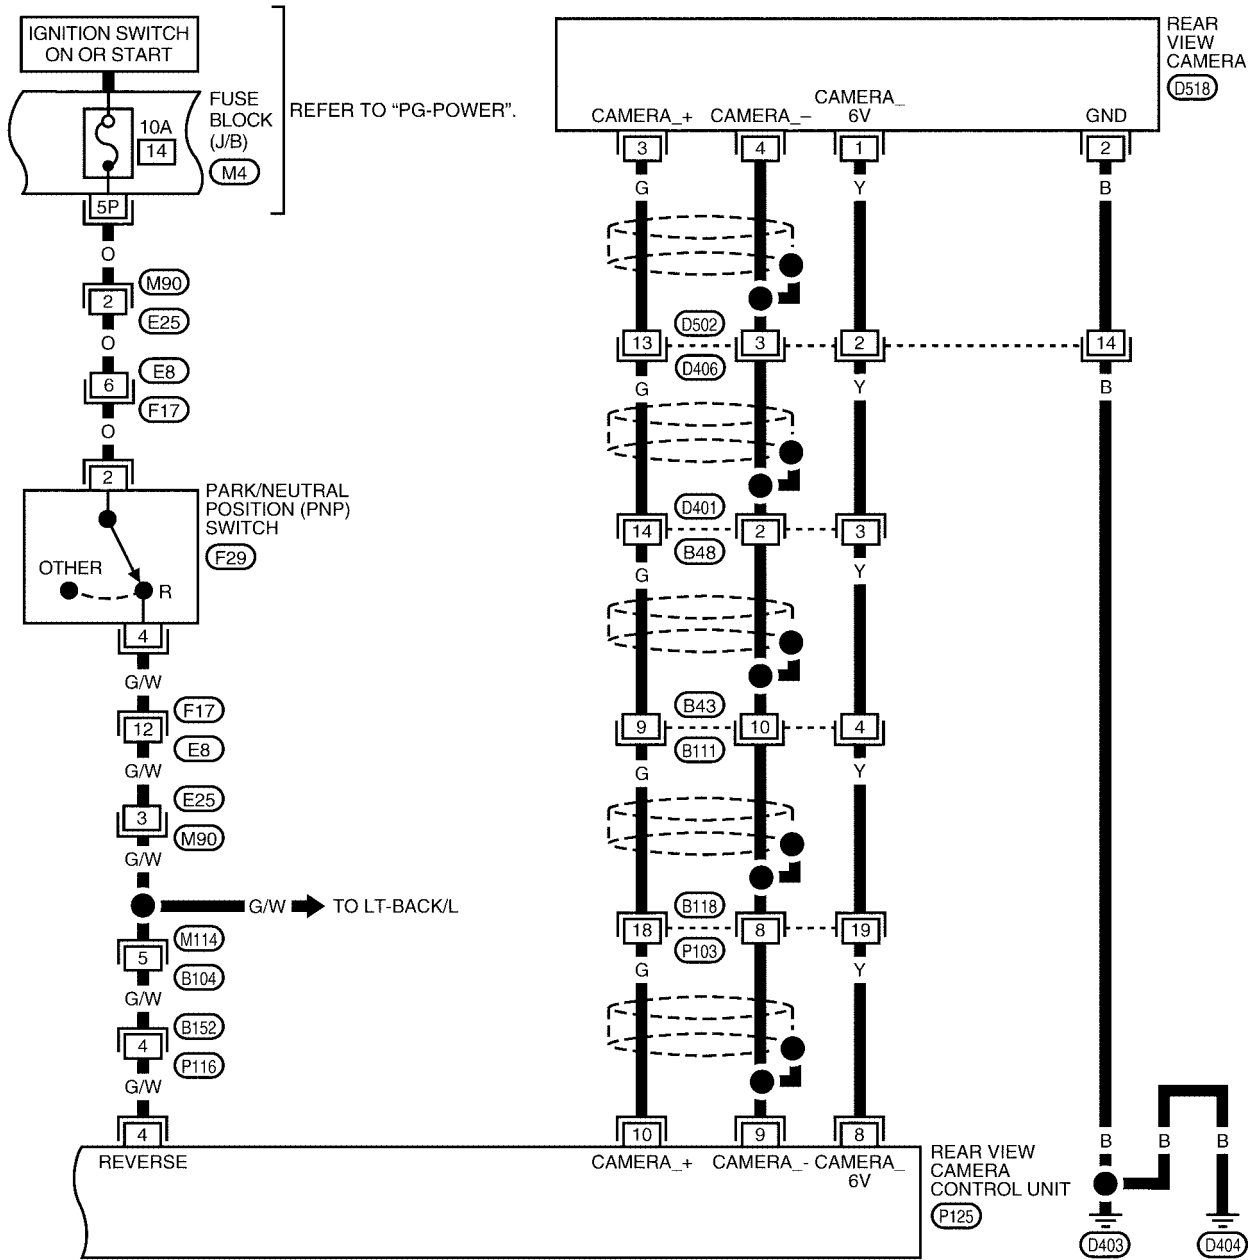 IGNITION SWITCH
ON OR START
FUSE
BLOCK
(J/B)
M4
10A
14
5P
REFER TO “PG-POWER”.
O
2
M90
E25
O
6
E8
F17
O
2
PARK/NEUTRAL
POSITION (PNP)
SWITCH
F29
OTHER
R
4
G/W
12
F17
E8
G/W
3
E25
M90
G/W
G/W
TO LT-BACK/L
5
M114
B104
G/W
4
B152
P116
G/W
4
REVERSE
REAR
VIEW
CAMERA
D518
CAMERA_+
CAMERA_–
CAMERA_
6V
GND
3
4
1
2
G
Y
B
13
D502
D406
3
2
14
G
Y
B
14
D401
B48
2
3
G
Y
9
B43
B111
10
4
G
Y
18
B118
P103
8
19
G
Y
10
9
8
CAMERA_+
CAMERA_-
CAMERA_
6V
REAR VIEW
CAMERA
CONTROL UNIT
P125
B
B
B
D403
D404